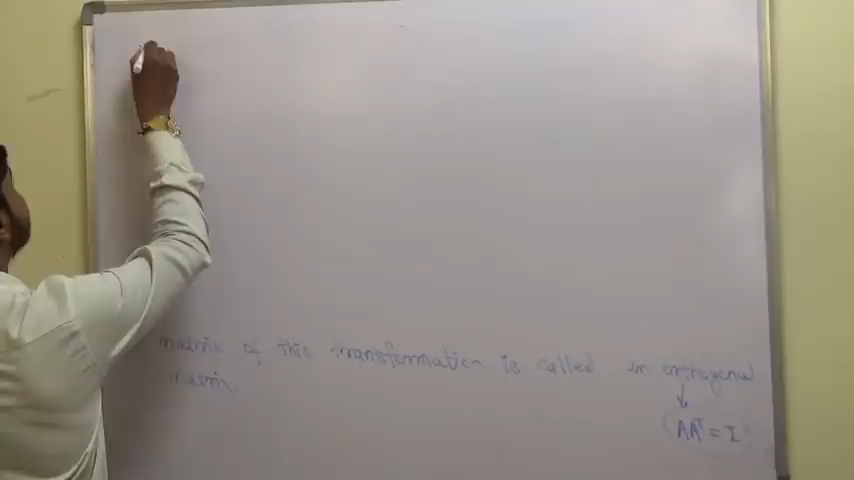 matrix of this transformation is called an orthogonal
matrix.
AAᵀ = I